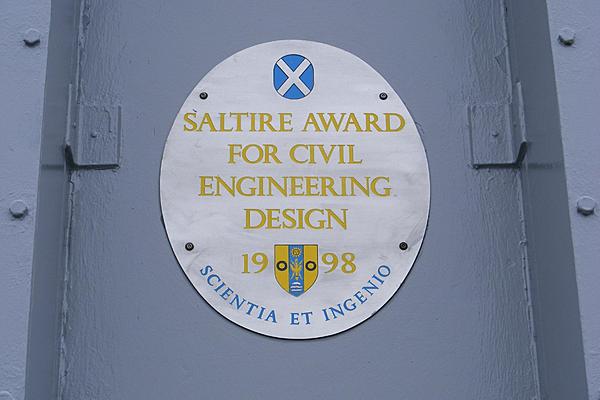 SALTIRE AWARD
FOR CIVIL
ENGINEERING
DESIGN
19 98
SCIENTIA ET INGENIO